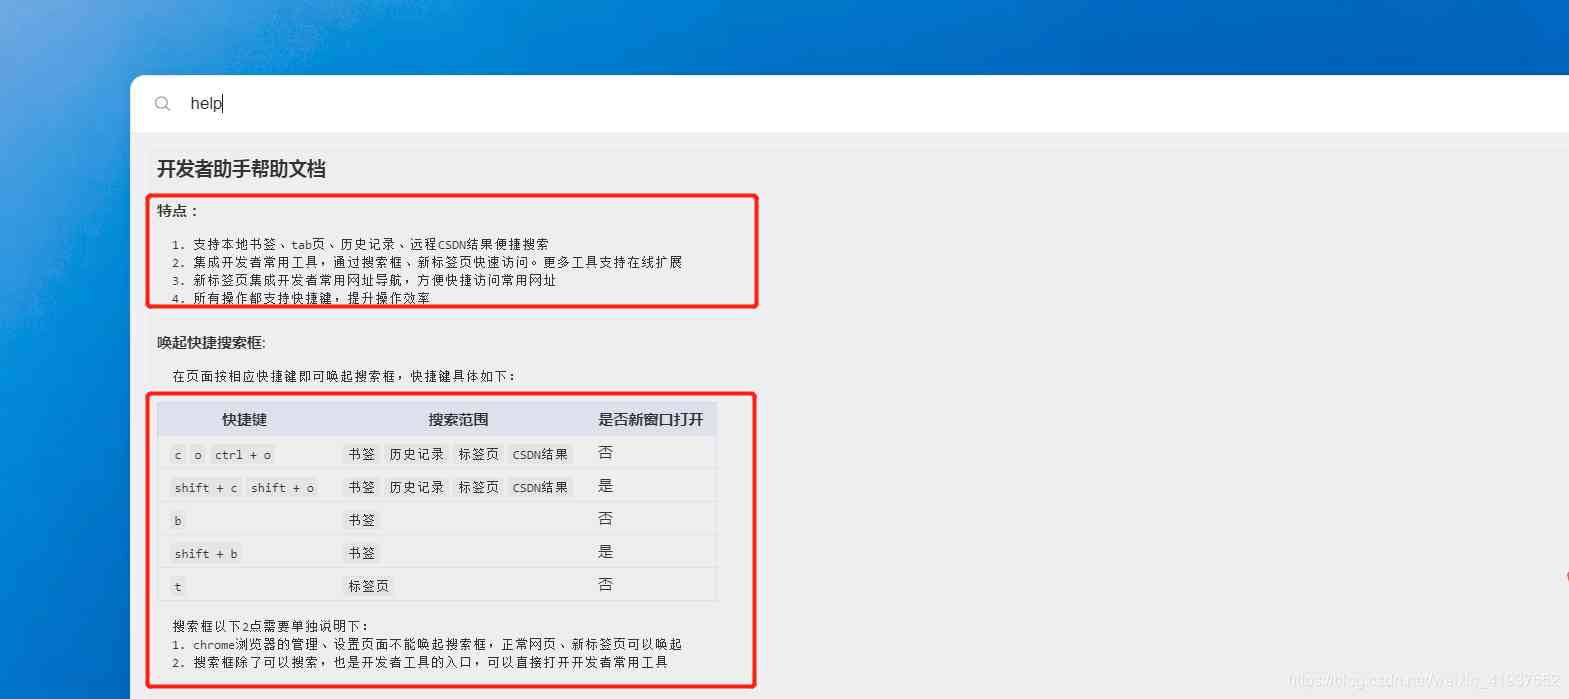 help
开发者助手帮助文档
特点：
1. 支持本地书签、tab页、历史记录、远程CSDN结果便捷搜索
2. 集成开发者常用工具，通过搜索框、新标签页快速访问。更多工具支持在线扩展
3. 新标签页集成开发者常用网址导航，方便快捷访问常用网址
4. 所有操作都支持快捷键，提升操作效率
唤起快捷搜索框:
在页面按相应快捷键即可唤起搜索框，快捷键具体如下：
快捷键 搜索范围 是否新窗口打开
c o ctrl + o 书签 历史记录 标签页 CSDN结果 否
shift + c shift + o 书签 历史记录 标签页 CSDN结果 是
b 书签 否
shift + b 书签 是
t 标签页 否
搜索框以下2点需要单独说明下：
1. chrome浏览器的管理、设置页面不能唤起搜索框，正常网页、新标签页可以唤起
2. 搜索框除了可以搜索，也是开发者工具的入口，可以直接打开开发者常用工具
https://blog.csdn.net/weixin_41937552